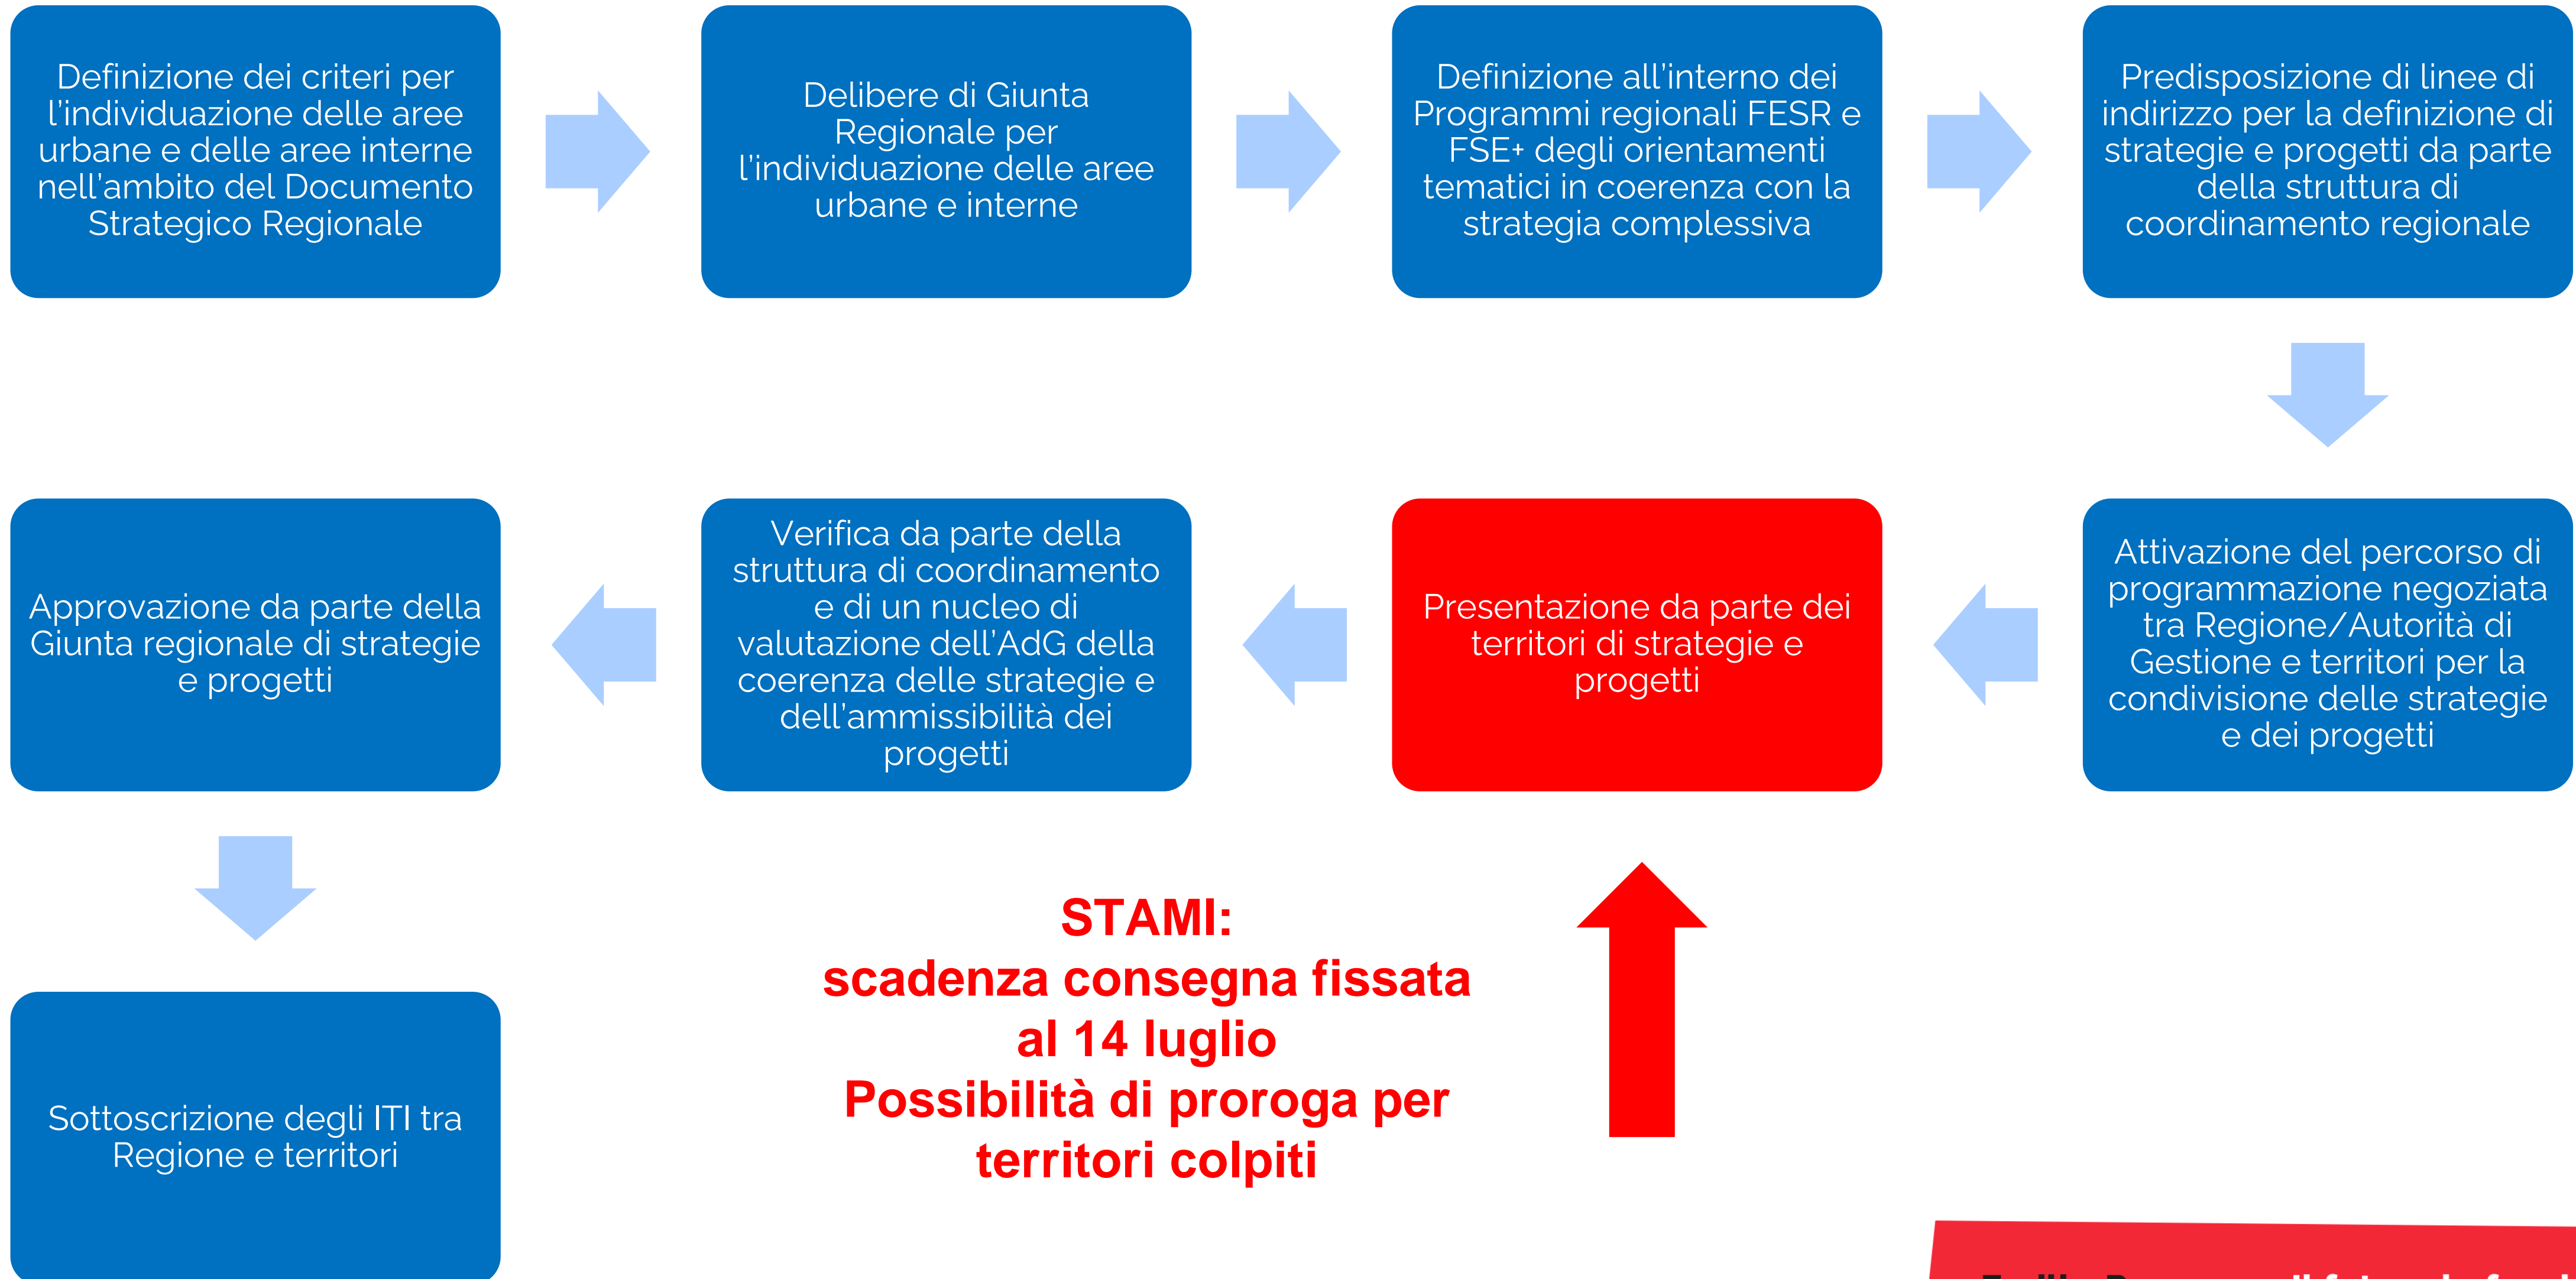 Definizione dei criteri per
l'individuazione delle aree
urbane e delle aree interne
nell'ambito del Documento
Strategico Regionale
Delibere di Giunta
Regionale per
l'individuazione delle aree
urbane e interne
Definizione all'interno dei
Programmi regionali FESR e
FSE+ degli orientamenti
tematici in coerenza con la
strategia complessiva
Predisposizione di linee di
indirizzo per la definizione di
strategie e progetti da parte
della struttura di
coordinamento regionale
Attivazione del percorso di
programmazione negoziata
tra Regione/Autorità di
Gestione e territori per la
condivisione delle strategie
e dei progetti
Presentazione da parte dei
territori di strategie e
progetti
Verifica da parte della
struttura di coordinamento
e di un nucleo di
valutazione dell'AdG della
coerenza delle strategie e
dell'ammissibilità dei
progetti
Approvazione da parte della
Giunta regionale di strategie
e progetti
Sottoscrizione degli ITI tra
Regione e territori
STAMI:
scadenza consegna fissata
al 14 luglio
Possibilità di proroga per
territori colpiti